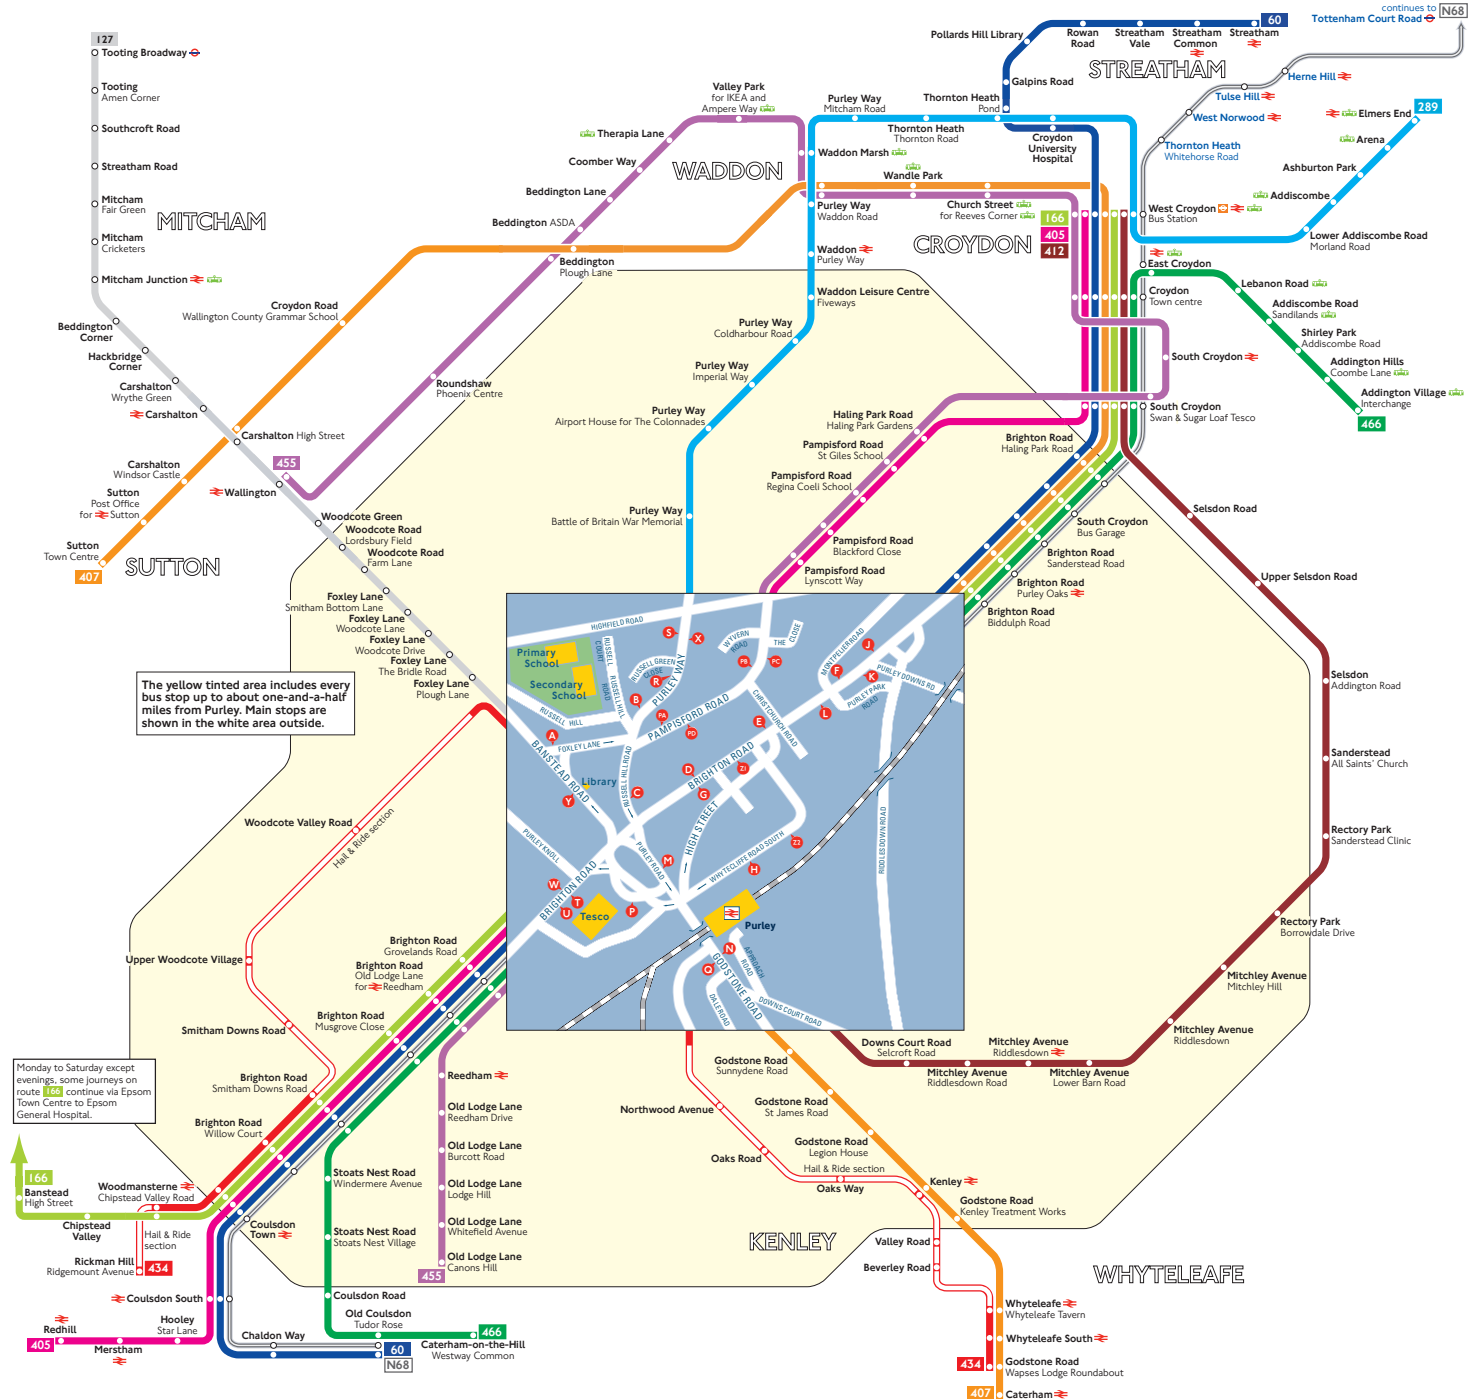 continues to N68
Tottenham Court Road
127
Tooting Broadway
Tooting
Amen Corner
Southcroft Road
Streatham Road
Mitcham
Fair Green
Mitcham
Cricketers
Mitcham Junction
MITCHAM
Beddington
Corner
Hackbridge
Corner
Carshalton
Wrythe Green
Carshalton
Carshalton High Street
Wallington
455
Woodcote Green
Woodcote Road
Lordsbury Field
Woodcote Road
Farm Lane
Foxley Lane
Smitham Bottom Lane
Foxley Lane
Woodcote Lane
Foxley Lane
Woodcote Drive
Foxley Lane
The Bridle Road
Foxley Lane
Plough Lane
Croydon Road
Wallington County Grammar School
Carshalton
Windsor Castle
Sutton
Post Office
for Sutton
Sutton
Town Centre
407
SUTTON
Valley Park
for IKEA and
Ampere Way
Therapia Lane
Coomber Way
Beddington Lane
Beddington ASDA
Beddington
Plough Lane
Roundshaw
Phoenix Centre
WADDON
Pollards Hill Library
Rowan
Road
Streatham
Vale
Streatham
Common
Streatham
60
STREATHAM
Galpins Road
Thornton Heath
Pond
Purley Way
Mitcham Road
Thornton Heath
Thornton Road
Croydon
University
Hospital
Herne Hill
Tulse Hill
West Norwood
Thornton Heath
Whitehorse Road
289
Elmers End
Arena
Ashburton Park
Addiscombe
Lower Addiscombe Road
Morland Road
Waddon Marsh
Wandle Park
Purley Way
Waddon Road
Church Street
for Reeves Corner
166
405
412
CROYDON
West Croydon
Bus Station
Waddon
Purley Way
Waddon Leisure Centre
Fiveways
East Croydon
Croydon
Town centre
Lebanon Road
Addiscombe Road
Sandilands
Shirley Park
Addiscombe Road
Addington Hills
Coombe Lane
Addington Village
Interchange
466
Purley Way
Coldharbour Road
Purley Way
Imperial Way
Purley Way
Airport House for The Colonnades
Purley Way
Battle of Britain War Memorial
South Croydon
South Croydon
Swan & Sugar Loaf Tesco
Haling Park Road
Haling Park Gardens
Pampisford Road
St Giles School
Pampisford Road
Regina Coeli School
Pampisford Road
Blackford Close
Pampisford Road
Lynscott Way
Brighton Road
Haling Park Road
South Croydon
Bus Garage
Brighton Road
Sanderstead Road
Brighton Road
Purley Oaks
Brighton Road
Biddulph Road
Selsdon Road
Upper Selsdon Road
Selsdon
Addington Road
Sanderstead
All Saints' Church
Rectory Park
Sanderstead Clinic
Rectory Park
Borrowdale Drive
Mitchley Avenue
Mitchley Hill
Mitchley Avenue
Riddlesdown
Downs Court Road
Selcroft Road
Mitchley Avenue
Riddlesdown
Mitchley Avenue
Riddlesdown Road
Mitchley Avenue
Lower Barn Road
The yellow tinted area includes every
bus stop up to about one-and-a-half
miles from Purley. Main stops are
shown in the white area outside.
HIGHFIELD ROAD
Primary
School
Secondary
School
RUSSELL
COURT
RUSSELL HILL
ROAD
RUSSELL HILL
RUSSELL GREEN
CLOSE
PURLEY WAY
WYVERN
ROAD
THE CLOSE
MONTPELIER ROAD
PURLEY DOWNS RD
PURLEY PARK
ROAD
CHRISTCHURCH ROAD
PAMPISFORD ROAD
FOXLEY LANE
BANSTEAD ROAD
RUSSELL HILL ROAD
BRIGHTON ROAD
HIGH STREET
Library
PURLEY KNOLL
PURLEY ROAD
WHYTECLIFFE ROAD SOUTH
BRIGHTON ROAD
RIDDLESDOWN ROAD
Tesco
Purley
GODSTONE ROAD
APPROACH
ROAD
DALE ROAD
DOWNS COURT ROAD
S
X
R
B
PA
PB
PC
PD
J
F
K
L
E
A
D
Z1
G
C
Y
M
H
Z2
W
T
U
P
N
Q
Woodcote Valley Road
Hail & Ride section
Upper Woodcote Village
Smitham Downs Road
Brighton Road
Grovelands Road
Brighton Road
Old Lodge Lane
for Reedham
Brighton Road
Musgrove Close
Brighton Road
Smitham Downs Road
Brighton Road
Willow Court
Monday to Saturday except
evenings, some journeys on
route 166 continue via Epsom
Town Centre to Epsom
General Hospital.
166
Banstead
High Street
Chipstead
Valley
Woodmansterne
Chipstead Valley Road
Hail & Ride
section
Rickman Hill
Ridgemount Avenue
434
Coulsdon
Town
Coulsdon South
Redhill
405
Merstham
Hooley
Star Lane
Chaldon Way
60
N68
Reedham
Old Lodge Lane
Reedham Drive
Old Lodge Lane
Burcott Road
Old Lodge Lane
Lodge Hill
Old Lodge Lane
Whitefield Avenue
Old Lodge Lane
Canons Hill
455
Stoats Nest Road
Windermere Avenue
Stoats Nest Road
Stoats Nest Village
Coulsdon Road
Old Coulsdon
Tudor Rose
466
Caterham-on-the-Hill
Westway Common
Godstone Road
Sunnydene Road
Godstone Road
St James Road
Godstone Road
Legion House
Northwood Avenue
Oaks Road
Hail & Ride section
Oaks Way
Kenley
Godstone Road
Kenley Treatment Works
KENLEY
Valley Road
Beverley Road
WHYTELEAFE
Whyteleafe
Whyteleafe Tavern
Whyteleafe South
434
Godstone Road
Wapses Lodge Roundabout
407
Caterham